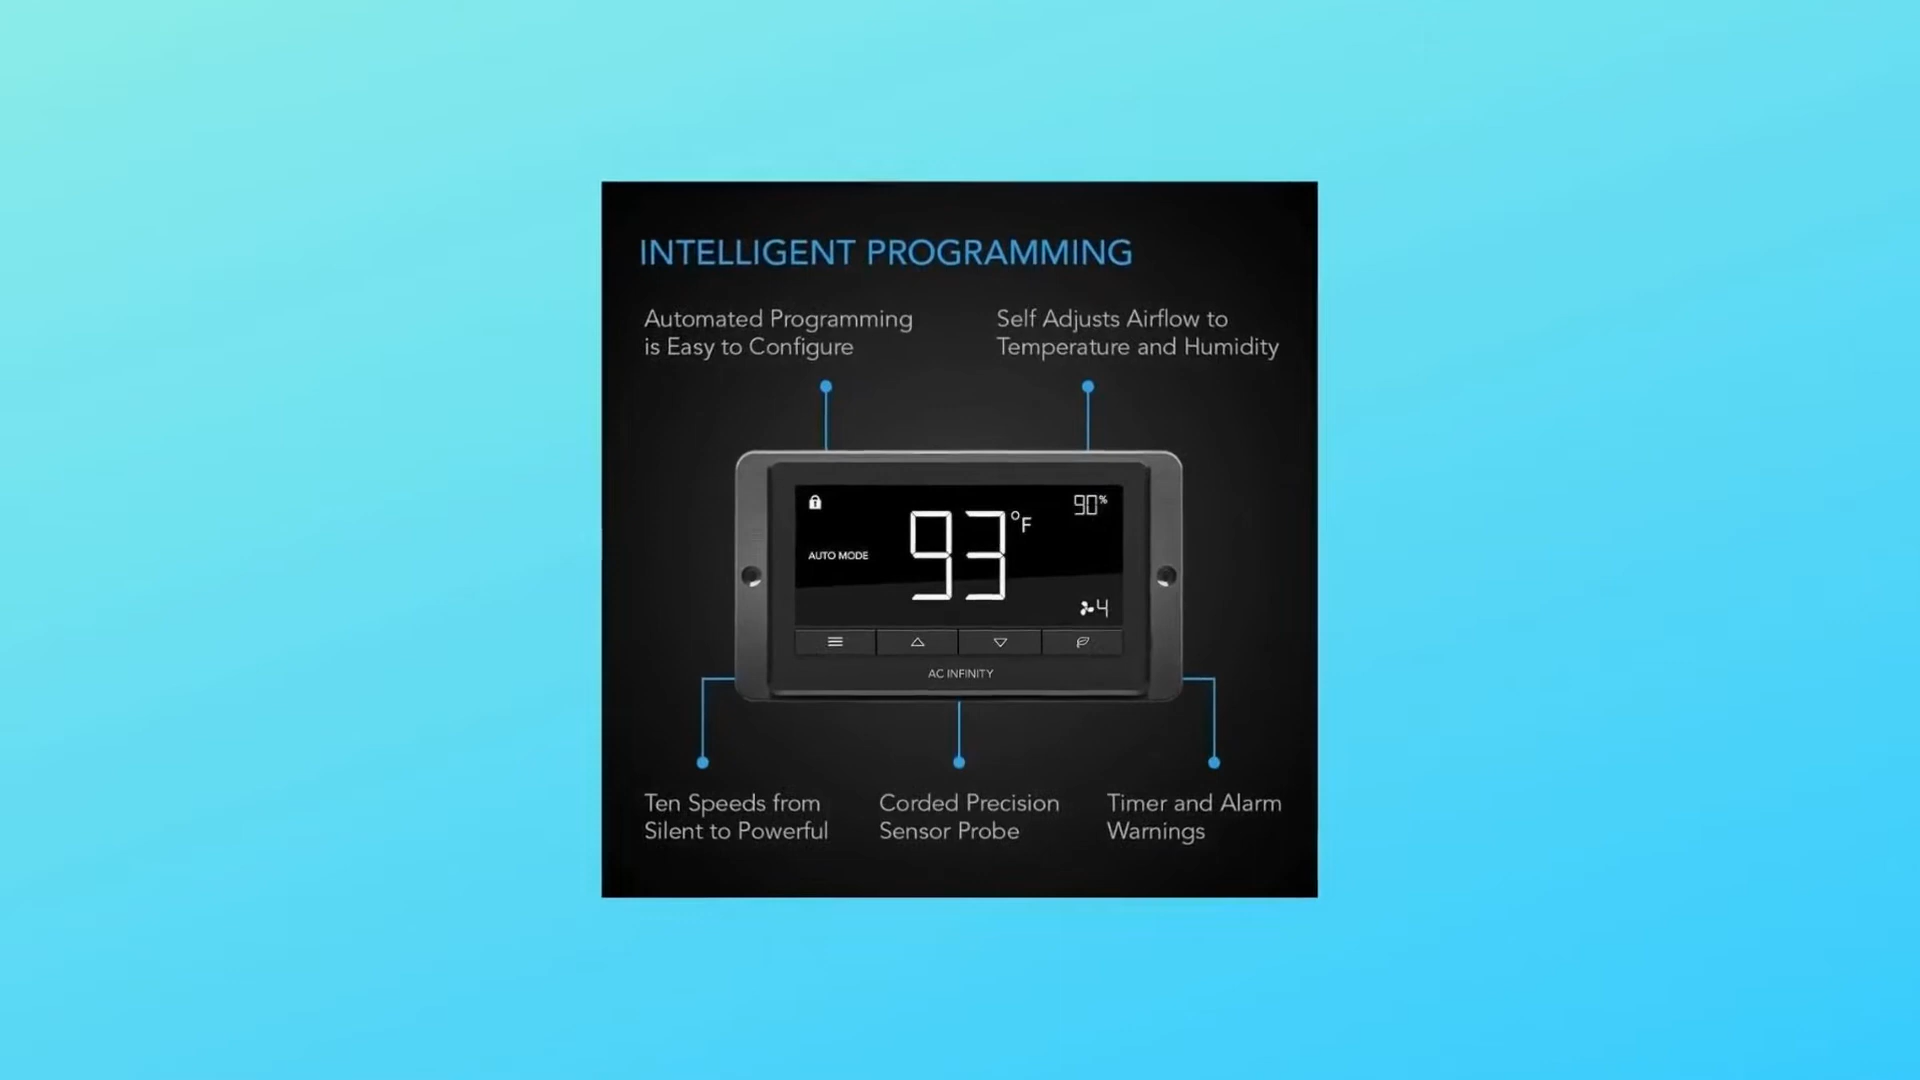 INTELLIGENT PROGRAMMING
Automated Programming
is Easy to Configure
Self Adjusts Airflow to
Temperature and Humidity
90%
93°F
AUTO MODE
4
AC INFINITY
Ten Speeds from
Silent to Powerful
Corded Precision
Sensor Probe
Timer and Alarm
Warnings